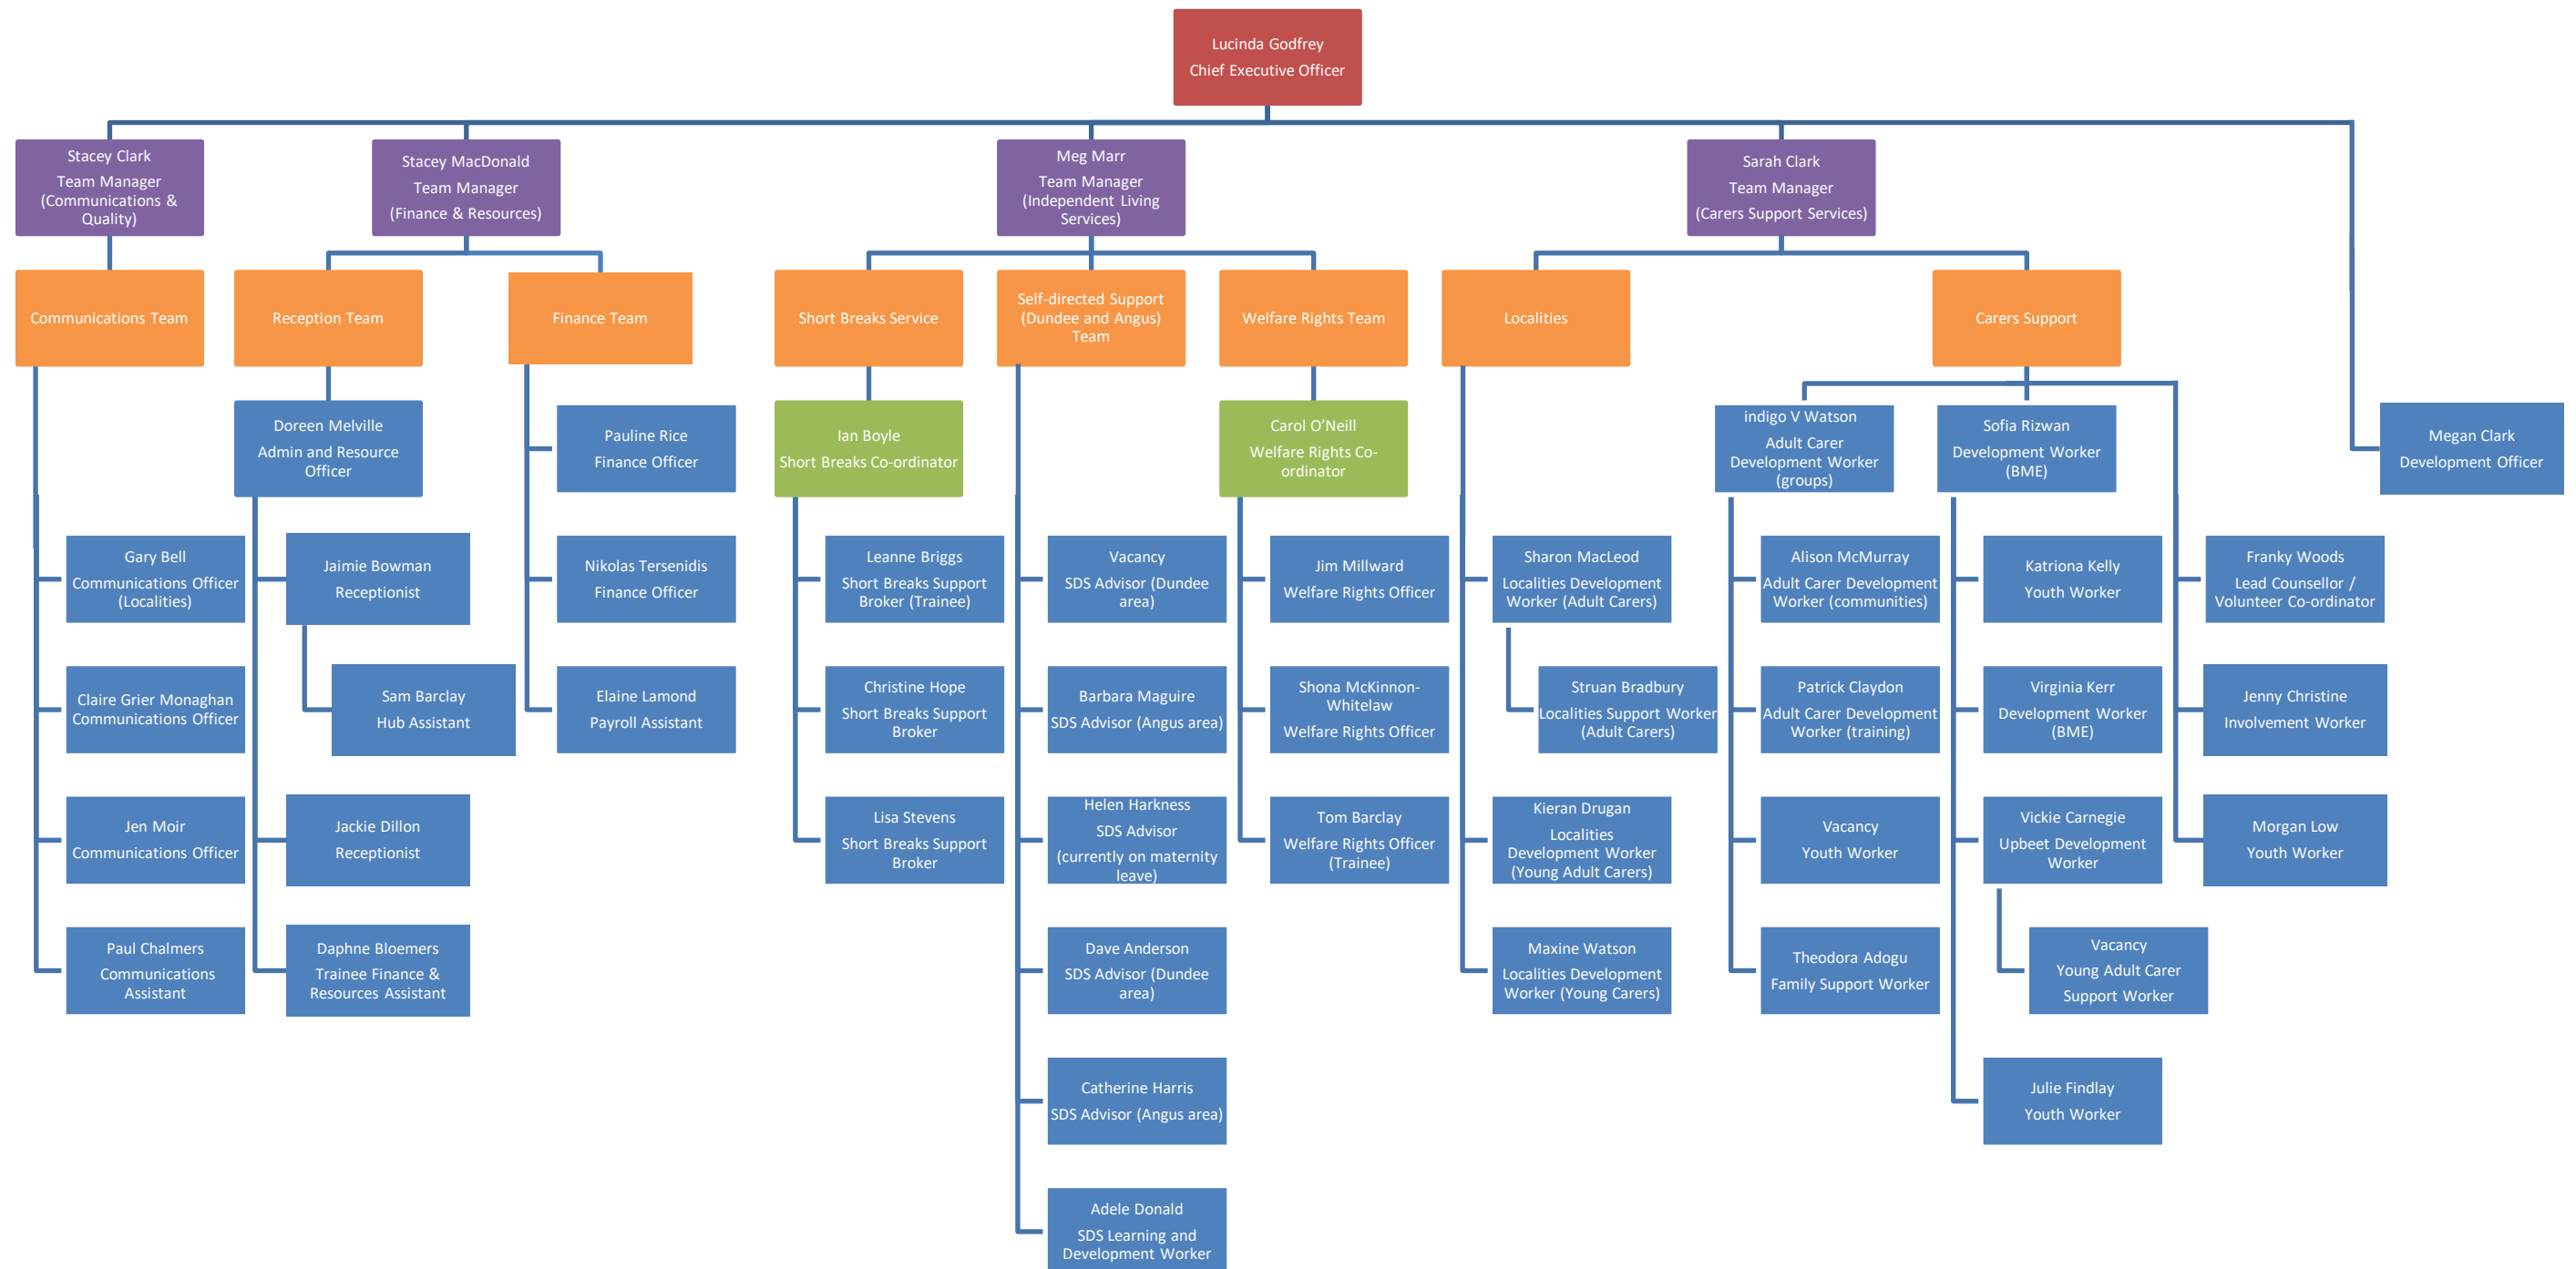 Lucinda Godfrey
Chief Executive Officer
Stacey Clark
Team Manager
(Communications &
Quality)
Stacey MacDonald
Team Manager
(Finance & Resources)
Meg Marr
Team Manager
(Independent Living
Services)
Sarah Clark
Team Manager
(Carers Support Services)
Communications Team
Reception Team
Finance Team
Short Breaks Service
Self-directed Support
(Dundee and Angus)
Team
Welfare Rights Team
Localities
Carers Support
Doreen Melville
Admin and Resource
Officer
Pauline Rice
Finance Officer
Ian Boyle
Short Breaks Co-ordinator
Carol O’Neill
Welfare Rights Co-
ordinator
indigo V Watson
Adult Carer
Development Worker
(groups)
Sofia Rizwan
Development Worker
(BME)
Megan Clark
Development Officer
Gary Bell
Communications Officer
(Localities)
Jaimie Bowman
Receptionist
Nikolas Tersenidis
Finance Officer
Leanne Briggs
Short Breaks Support
Broker (Trainee)
Vacancy
SDS Advisor (Dundee
area)
Jim Millward
Welfare Rights Officer
Sharon MacLeod
Localities Development
Worker (Adult Carers)
Alison McMurray
Adult Carer Development
Worker (communities)
Katriona Kelly
Youth Worker
Franky Woods
Lead Counsellor /
Volunteer Co-ordinator
Claire Grier Monaghan
Communications Officer
Sam Barclay
Hub Assistant
Elaine Lamond
Payroll Assistant
Christine Hope
Short Breaks Support
Broker
Barbara Maguire
SDS Advisor (Angus area)
Shona McKinnon-
Whitelaw
Welfare Rights Officer
Struan Bradbury
Localities Support Worker
(Adult Carers)
Patrick Claydon
Adult Carer Development
Worker (training)
Virginia Kerr
Development Worker
(BME)
Jenny Christine
Involvement Worker
Jen Moir
Communications Officer
Jackie Dillon
Receptionist
Lisa Stevens
Short Breaks Support
Broker
Helen Harkness
SDS Advisor
(currently on maternity
leave)
Tom Barclay
Welfare Rights Officer
(Trainee)
Kieran Drugan
Localities
Development Worker
(Young Adult Carers)
Vacancy
Youth Worker
Vickie Carnegie
Upbeet Development
Worker
Morgan Low
Youth Worker
Paul Chalmers
Communications
Assistant
Daphne Bloemers
Trainee Finance &
Resources Assistant
Dave Anderson
SDS Advisor (Dundee
area)
Maxine Watson
Localities Development
Worker (Young Carers)
Theodora Adogu
Family Support Worker
Vacancy
Young Adult Carer
Support Worker
Catherine Harris
SDS Advisor (Angus area)
Julie Findlay
Youth Worker
Adele Donald
SDS Learning and
Development Worker